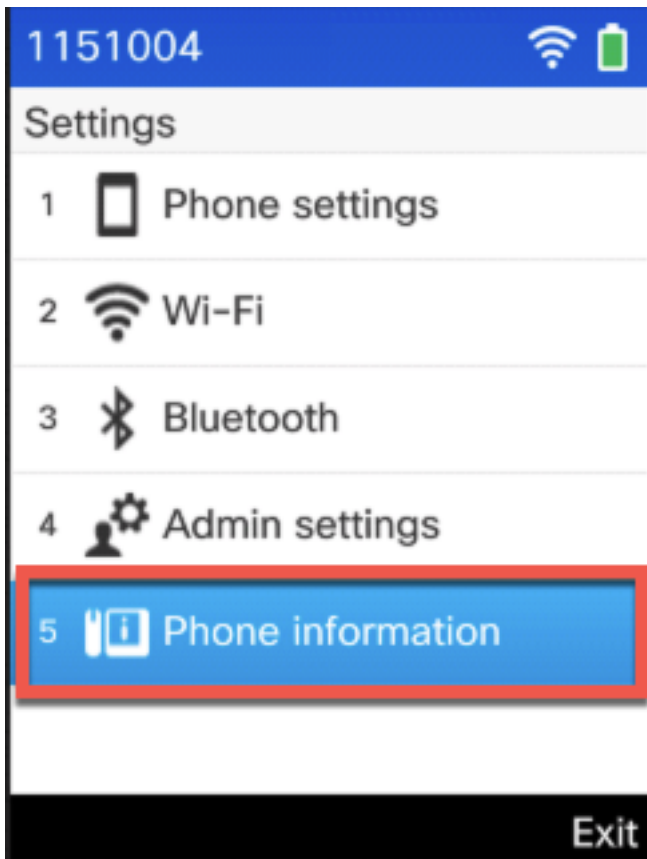 1151004
Settings
1 Phone settings
2 Wi-Fi
3 Bluetooth
4 Admin settings
5 Phone information
Exit